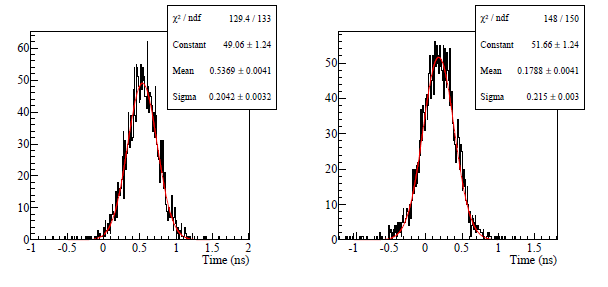 χ² / ndf 129.4 / 133
Constant 49.06 ± 1.24
Mean 0.5369 ± 0.0041
Sigma 0.2042 ± 0.0032
60
50
40
30
20
10
0
-1 -0.5 0 0.5 1 1.5 2
Time (ns)
χ² / ndf 148 / 150
Constant 51.66 ± 1.24
Mean 0.1788 ± 0.0041
Sigma 0.215 ± 0.003
50
40
30
20
10
0
-1 -0.5 0 0.5 1 1.5
Time (ns)